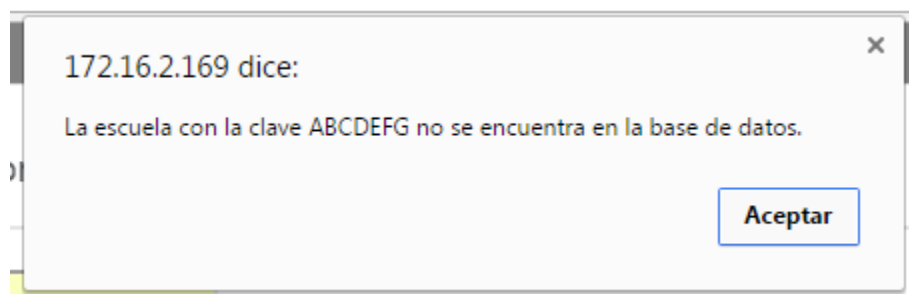 172.16.2.169 dice:
La escuela con la clave ABCDEFG no se encuentra en la base de datos.
Aceptar